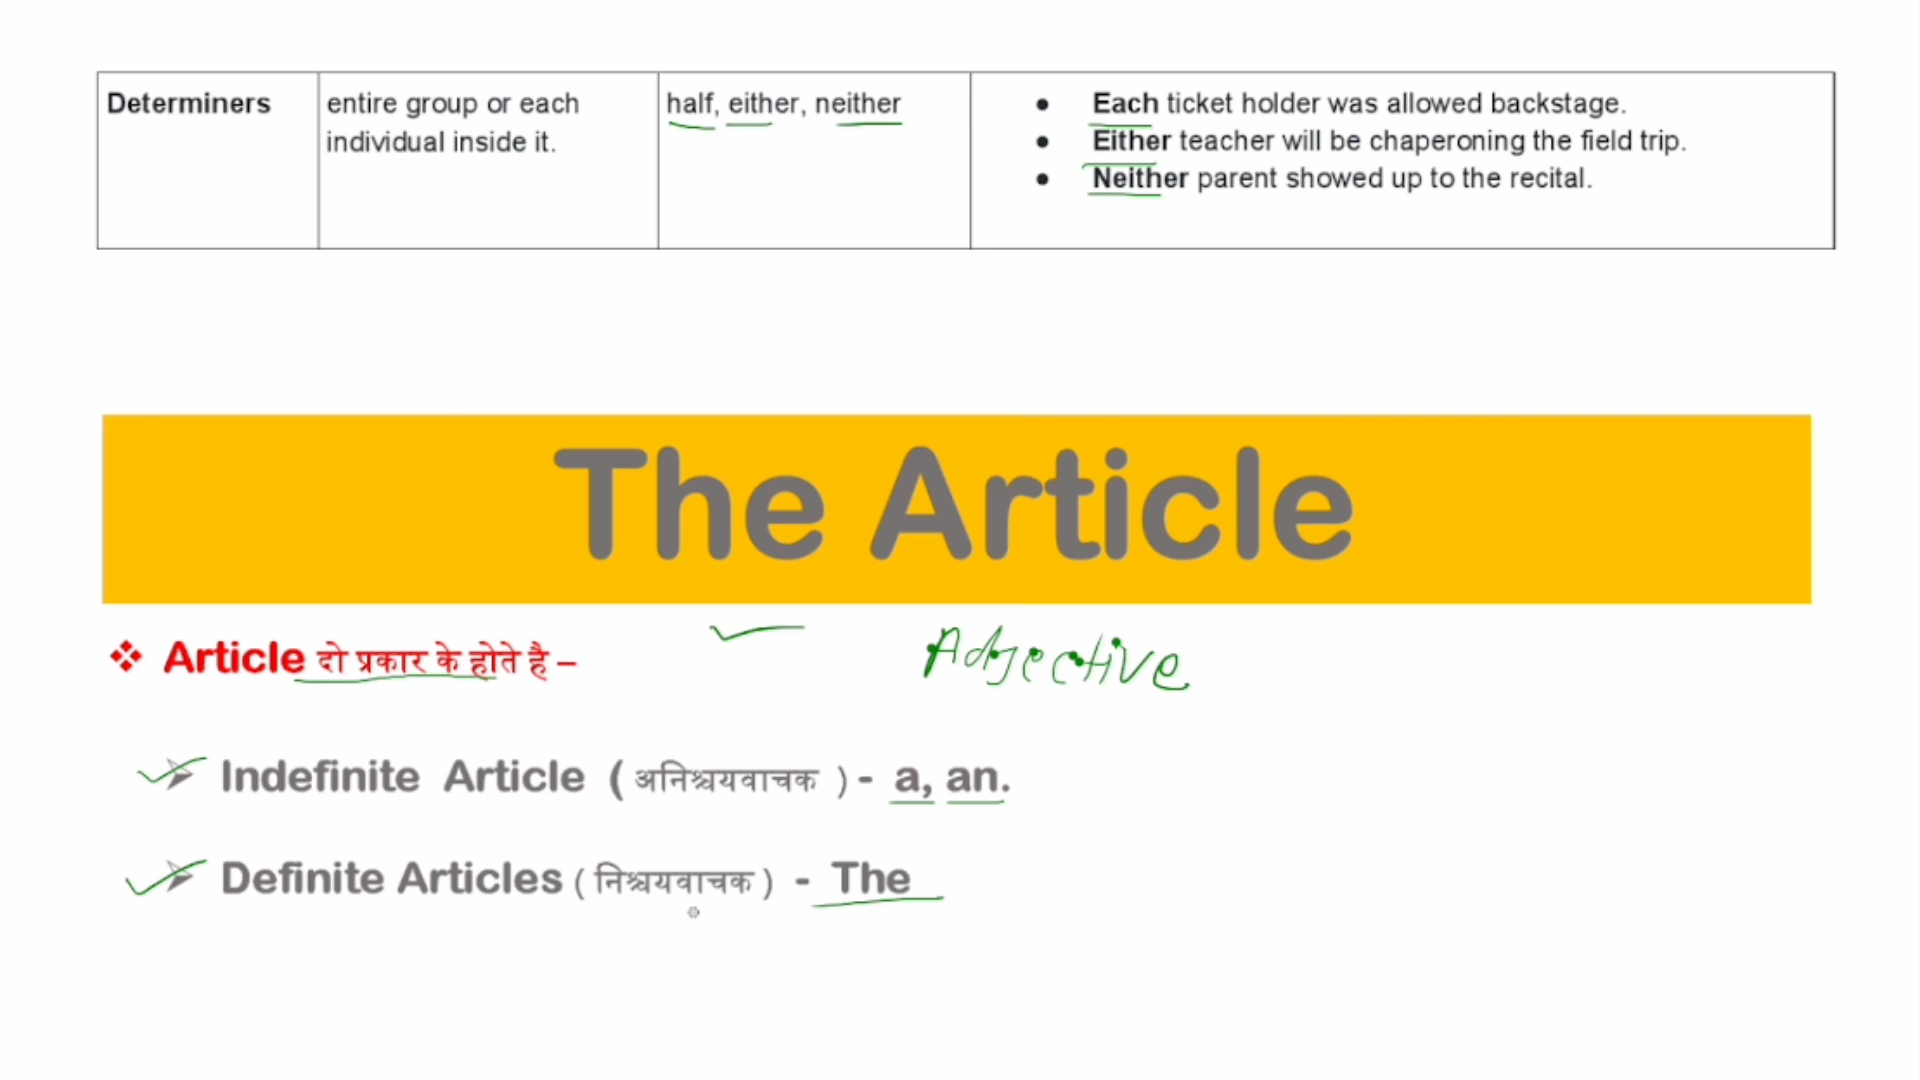 Determiners
entire group or each
individual inside it.
half, either, neither
• Each ticket holder was allowed backstage.
• Either teacher will be chaperoning the field trip.
• Neither parent showed up to the recital.
The Article
❖ Article दो प्रकार के होते है –
Adjective
➢ Indefinite Article ( अनिश्चयवाचक ) - a, an.
➢ Definite Articles ( निश्चयवाचक ) - The